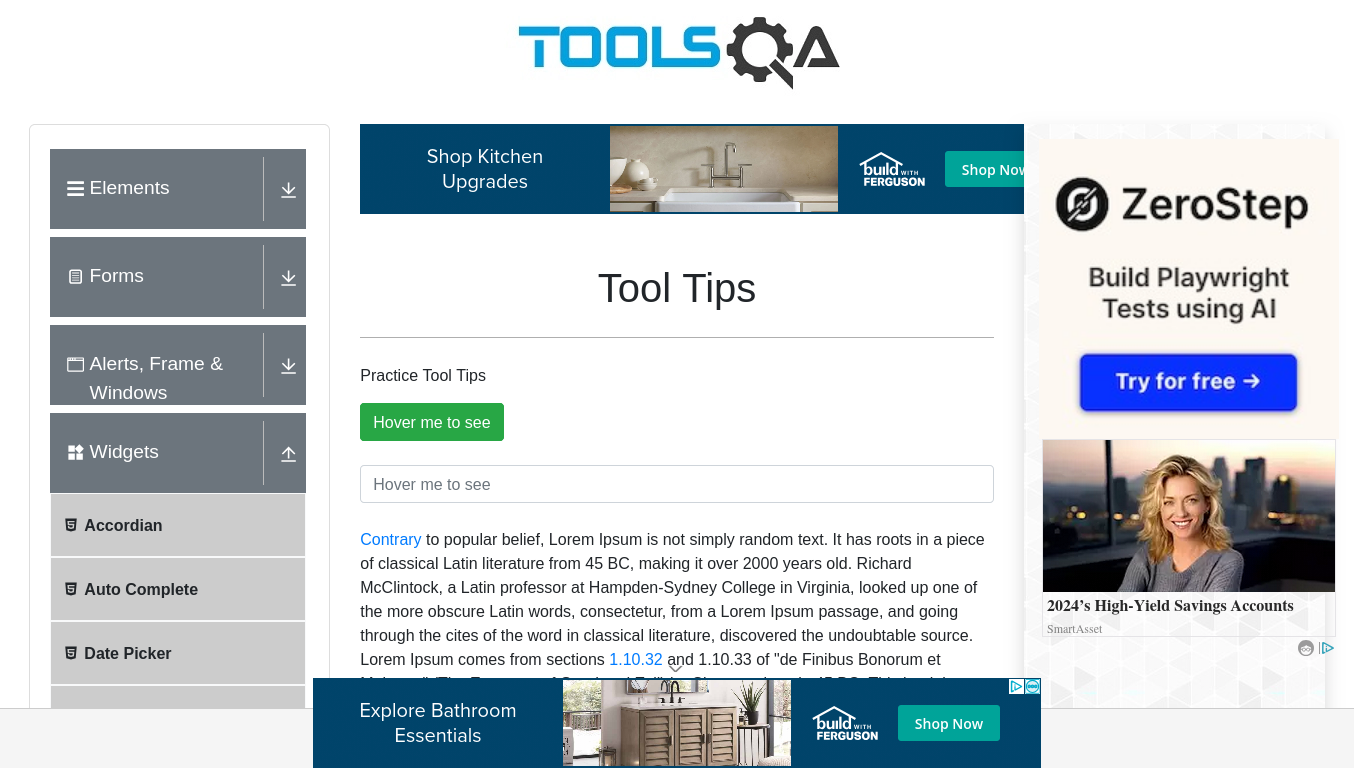 TOOLSQA
Elements
Forms
Alerts, Frame &
Windows
Widgets
Accordian
Auto Complete
Date Picker
Shop Kitchen
Upgrades
build WITH
FERGUSON
Shop Now
Tool Tips
Practice Tool Tips
Hover me to see
Hover me to see
Contrary to popular belief, Lorem Ipsum is not simply random text. It has roots in a piece
of classical Latin literature from 45 BC, making it over 2000 years old. Richard
McClintock, a Latin professor at Hampden-Sydney College in Virginia, looked up one of
the more obscure Latin words, consectetur, from a Lorem Ipsum passage, and going
through the cites of the word in classical literature, discovered the undoubtable source.
Lorem Ipsum comes from sections 1.10.32 and 1.10.33 of "de Finibus Bonorum et
Explore Bathroom
Essentials
build WITH
FERGUSON
Shop Now
ZeroStep
Build Playwright
Tests using AI
Try for free →
2024’s High-Yield Savings Accounts
SmartAsset